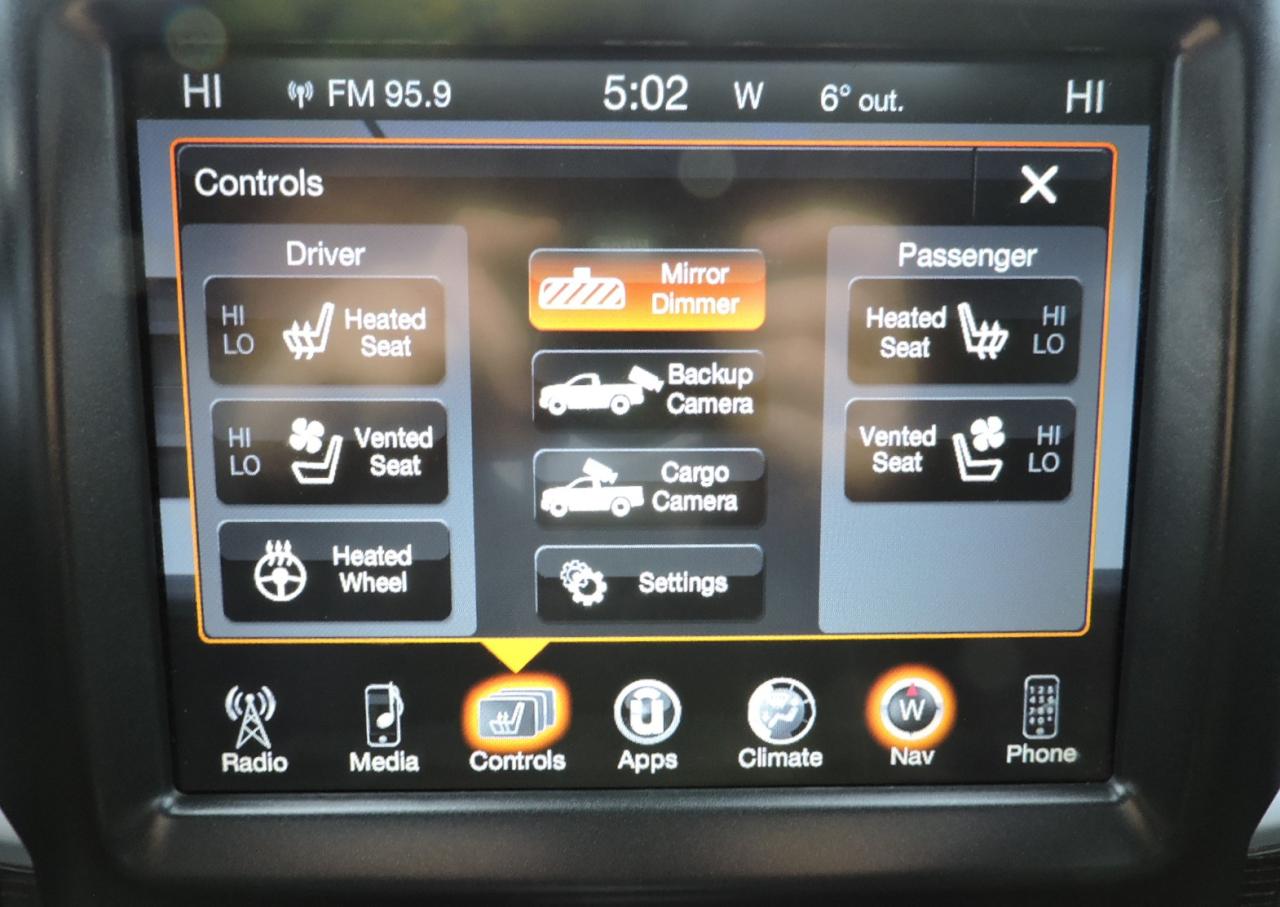 HI FM 95.9 5:02 W 6° out. HI
Controls
Driver
HI
LO
Heated
Seat
HI
LO
Vented
Seat
Heated
Wheel
Mirror
Dimmer
Backup
Camera
Cargo
Camera
Settings
Passenger
Heated
Seat
HI
LO
Vented
Seat
HI
LO
W
Radio Media Controls Apps Climate Nav Phone